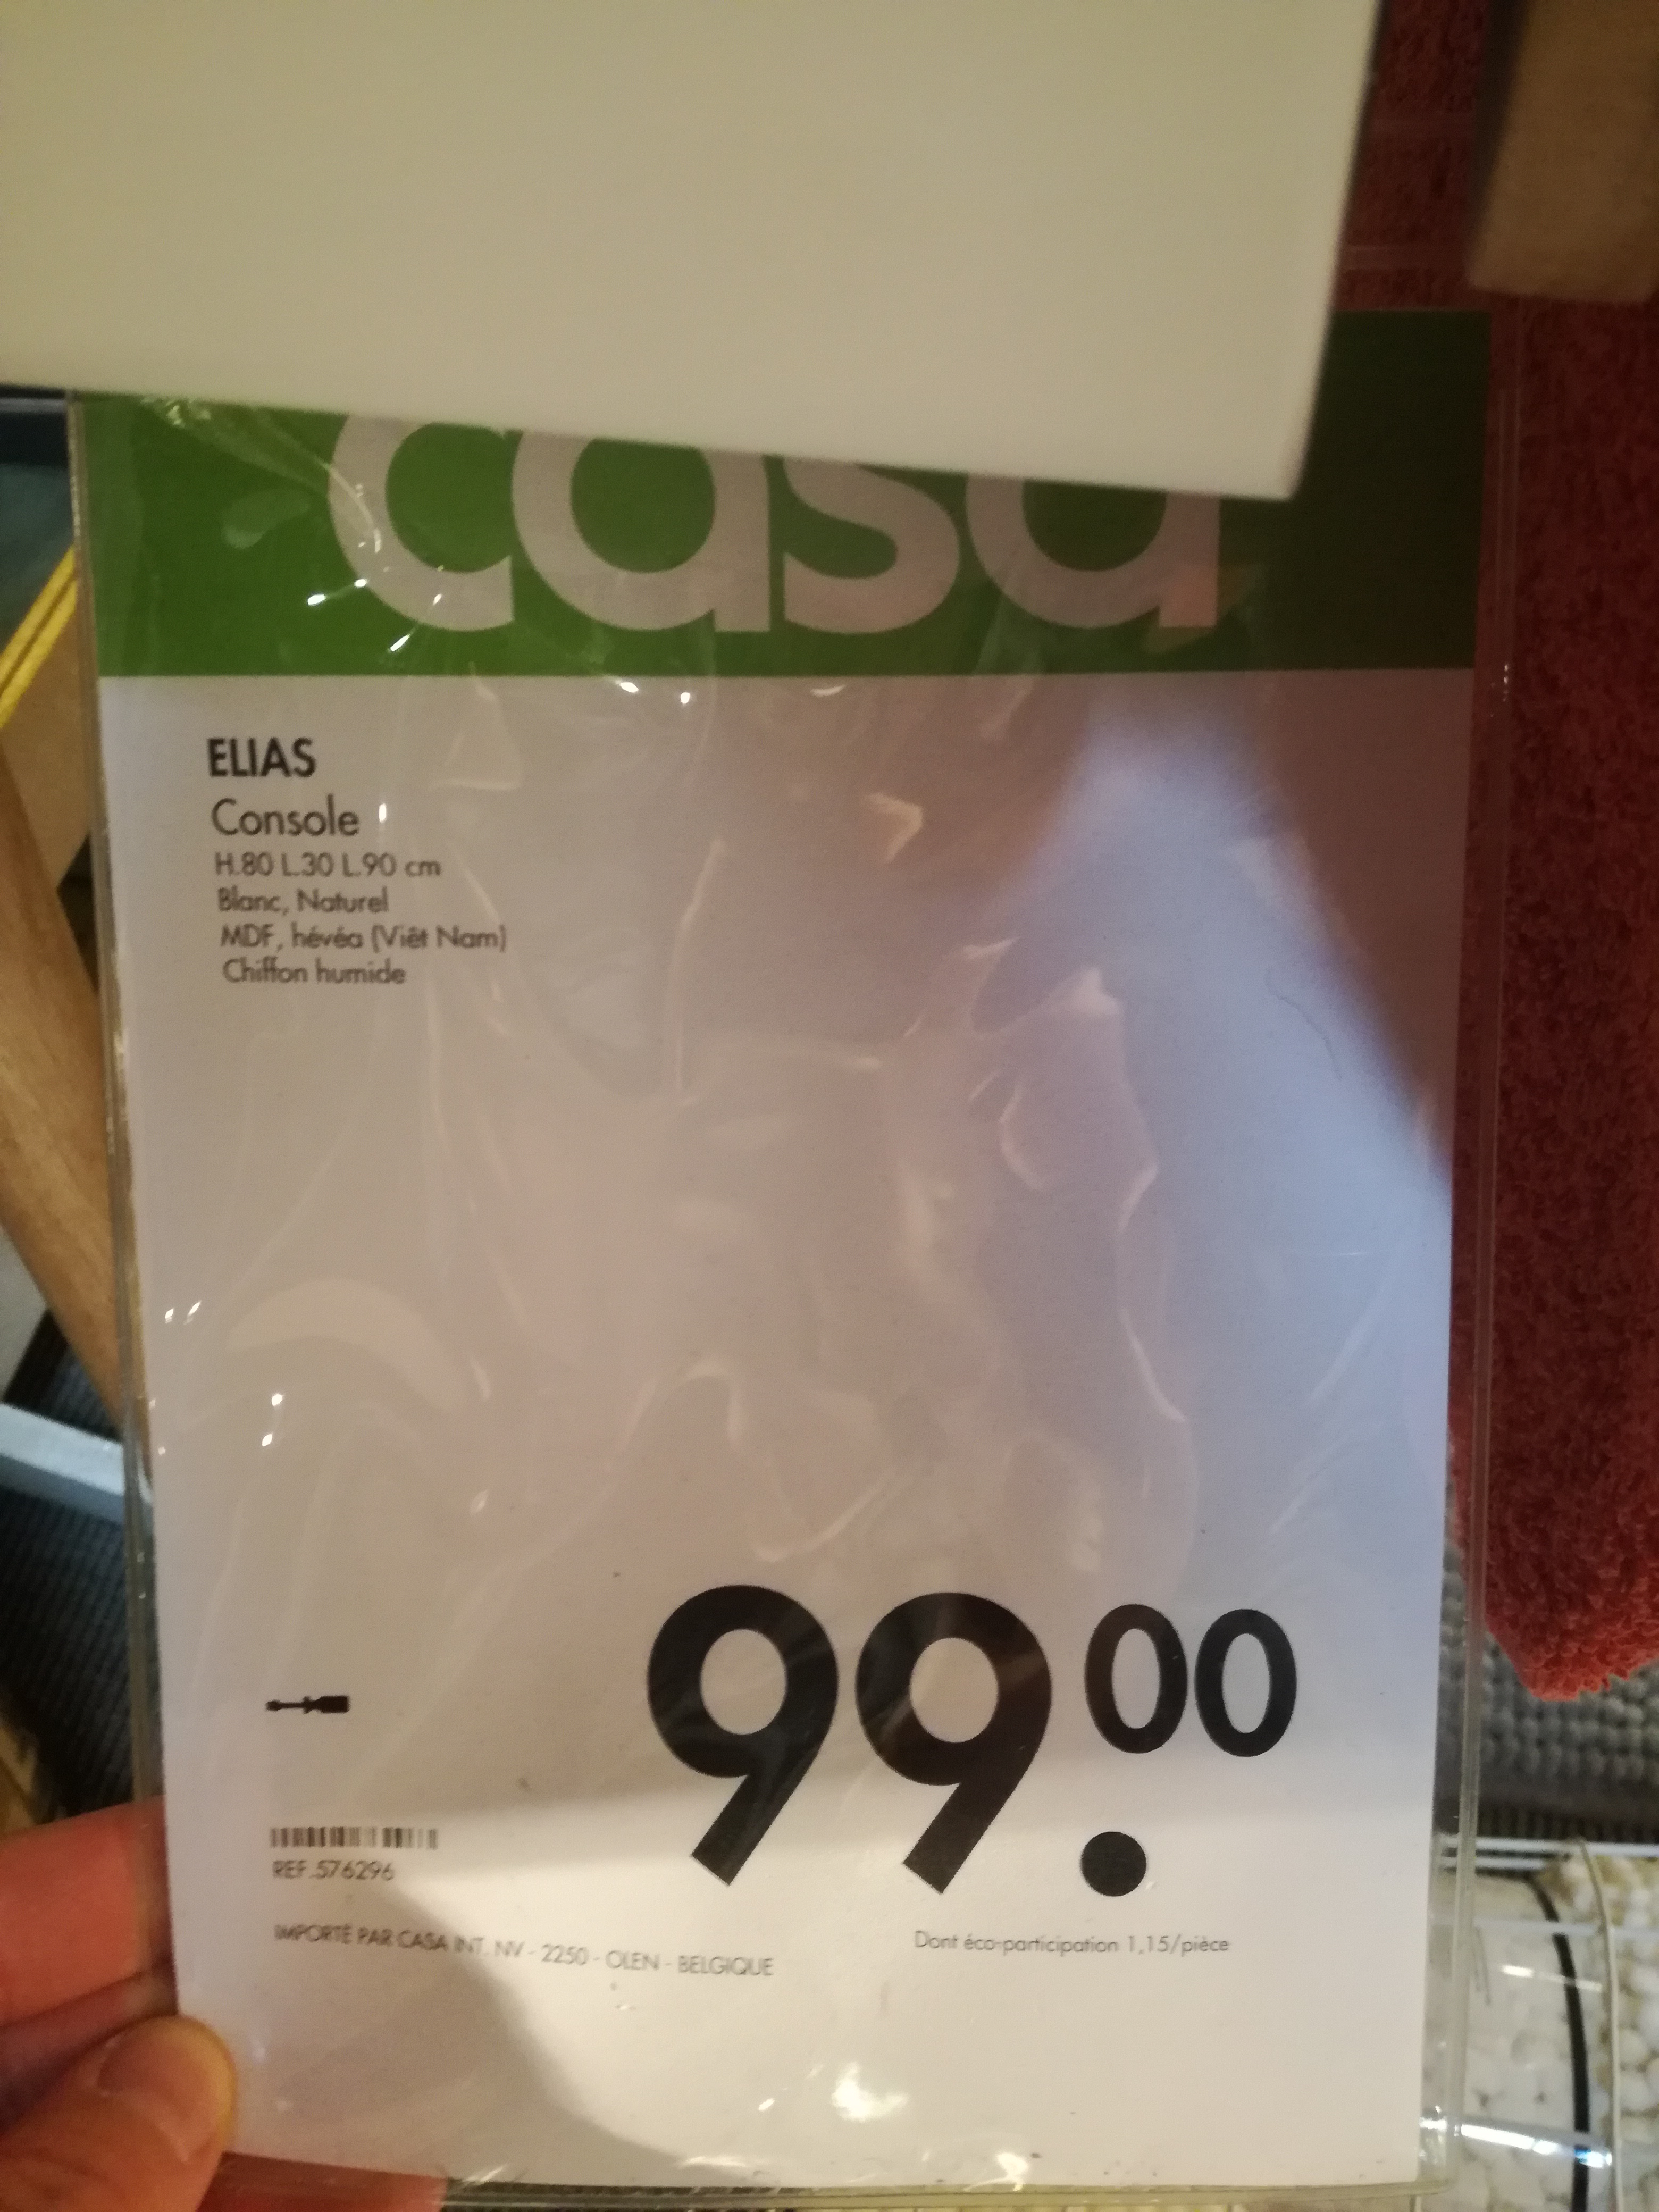 casa
ELIAS
Console
H.80 L.30 L.90 cm
Blanc, Naturel
MDF, hévéa (Viêt Nam)
Chiffon humide
99.00
REF.576296
IMPORTÉ PAR CASA INT. NV - 2250 - OLEN - BELGIQUE
Dont éco-participation 1,15/pièce